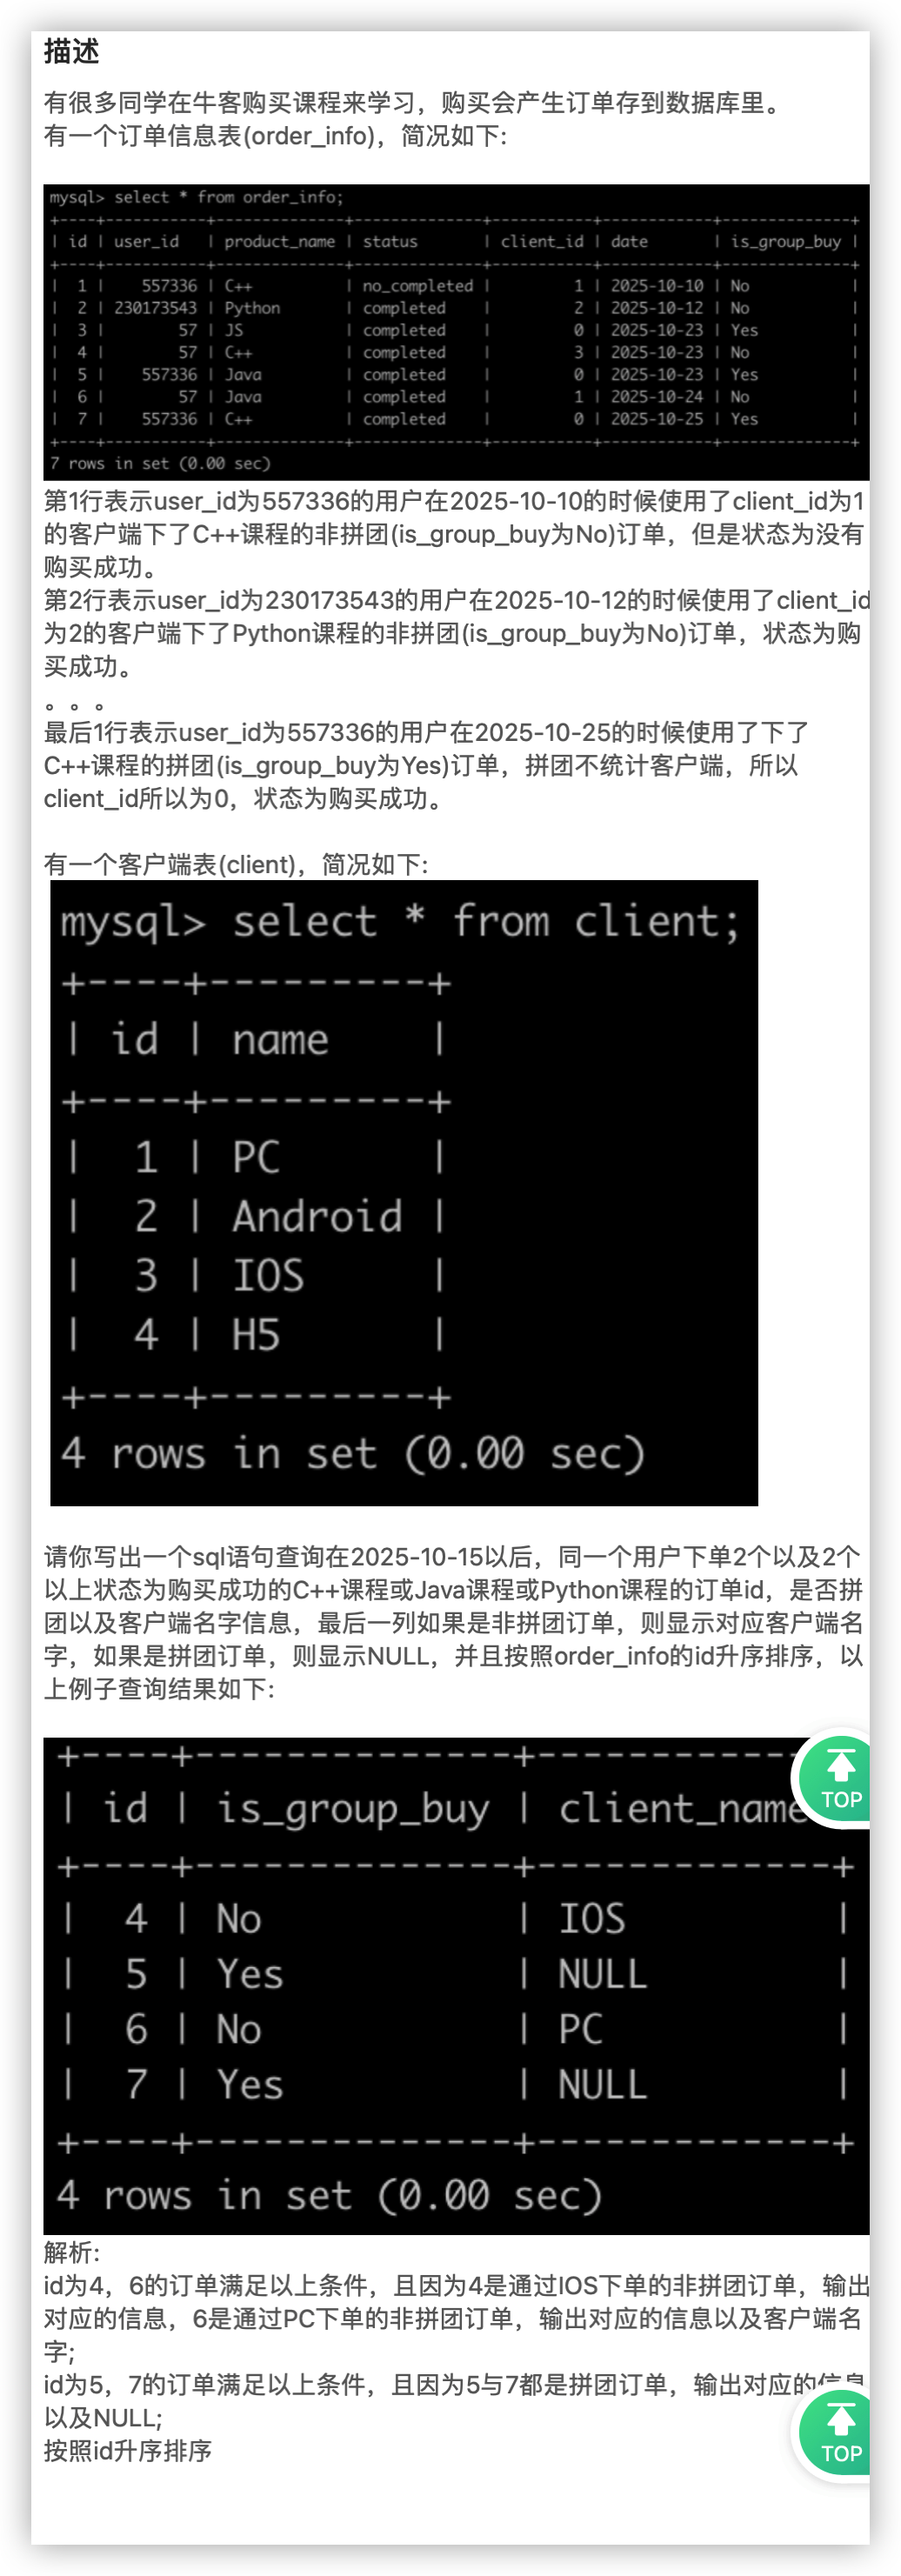 描述
有很多同学在牛客购买课程来学习，购买会产生订单存到数据库里。
有一个订单信息表(order_info)，简况如下:
mysql> select * from order_info;
+----+-----------+--------------+--------------+-----------+------------+--------------+
| id | user_id   | product_name | status       | client_id | date       | is_group_buy |
+----+-----------+--------------+--------------+-----------+------------+--------------+
|  1 |    557336 | C++          | no_completed |         1 | 2025-10-10 | No           |
|  2 | 230173543 | Python       | completed    |         2 | 2025-10-12 | No           |
|  3 |        57 | JS           | completed    |         0 | 2025-10-23 | Yes          |
|  4 |        57 | C++          | completed    |         3 | 2025-10-23 | No           |
|  5 |    557336 | Java         | completed    |         0 | 2025-10-23 | Yes          |
|  6 |        57 | Java         | completed    |         1 | 2025-10-24 | No           |
|  7 |    557336 | C++          | completed    |         0 | 2025-10-25 | Yes          |
+----+-----------+--------------+--------------+-----------+------------+--------------+
7 rows in set (0.00 sec)
第1行表示user_id为557336的用户在2025-10-10的时候使用了client_id为1
的客户端下了C++课程的非拼团(is_group_buy为No)订单，但是状态为没有
购买成功。
第2行表示user_id为230173543的用户在2025-10-12的时候使用了client_id
为2的客户端下了Python课程的非拼团(is_group_buy为No)订单，状态为购
买成功。
。。。
最后1行表示user_id为557336的用户在2025-10-25的时候使用了下了
C++课程的拼团(is_group_buy为Yes)订单，拼团不统计客户端，所以
client_id所以为0，状态为购买成功。
有一个客户端表(client)，简况如下:
mysql> select * from client;
+----+---------+
| id | name    |
+----+---------+
|  1 | PC      |
|  2 | Android |
|  3 | IOS     |
|  4 | H5      |
+----+---------+
4 rows in set (0.00 sec)
请你写出一个sql语句查询在2025-10-15以后，同一个用户下单2个以及2个
以上状态为购买成功的C++课程或Java课程或Python课程的订单id，是否拼
团以及客户端名字信息，最后一列如果是非拼团订单，则显示对应客户端名
字，如果是拼团订单，则显示NULL，并且按照order_info的id升序排序，以
上例子查询结果如下:
+----+--------------+------------
| id | is_group_buy | client_name
TOP
+----+--------------+-------------+
|  4 | No           | IOS         |
|  5 | Yes          | NULL        |
|  6 | No           | PC          |
|  7 | Yes          | NULL        |
+----+--------------+-------------+
4 rows in set (0.00 sec)
解析:
id为4，6的订单满足以上条件，且因为4是通过IOS下单的非拼团订单，输出
对应的信息，6是通过PC下单的非拼团订单，输出对应的信息以及客户端名
字;
id为5，7的订单满足以上条件，且因为5与7都是拼团订单，输出对应的信息
以及NULL;
TOP
按照id升序排序